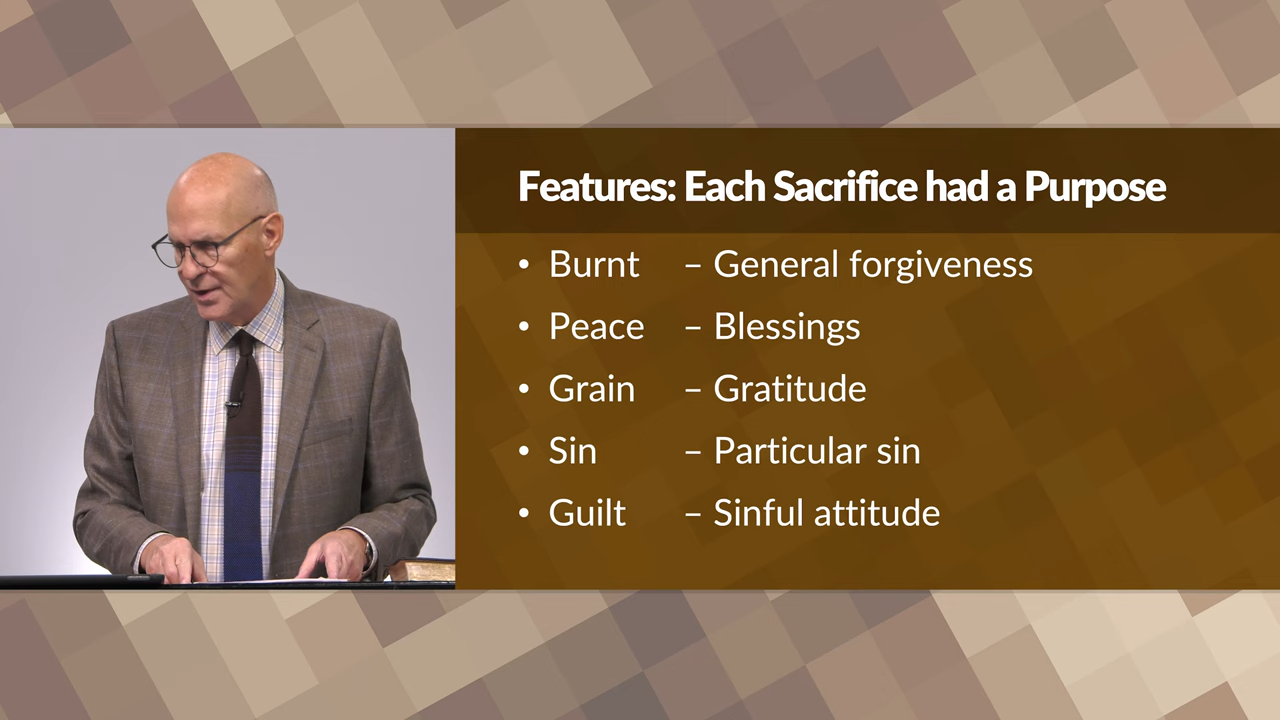 Features: Each Sacrifice had a Purpose
• Burnt – General forgiveness
• Peace – Blessings
• Grain – Gratitude
• Sin – Particular sin
• Guilt – Sinful attitude